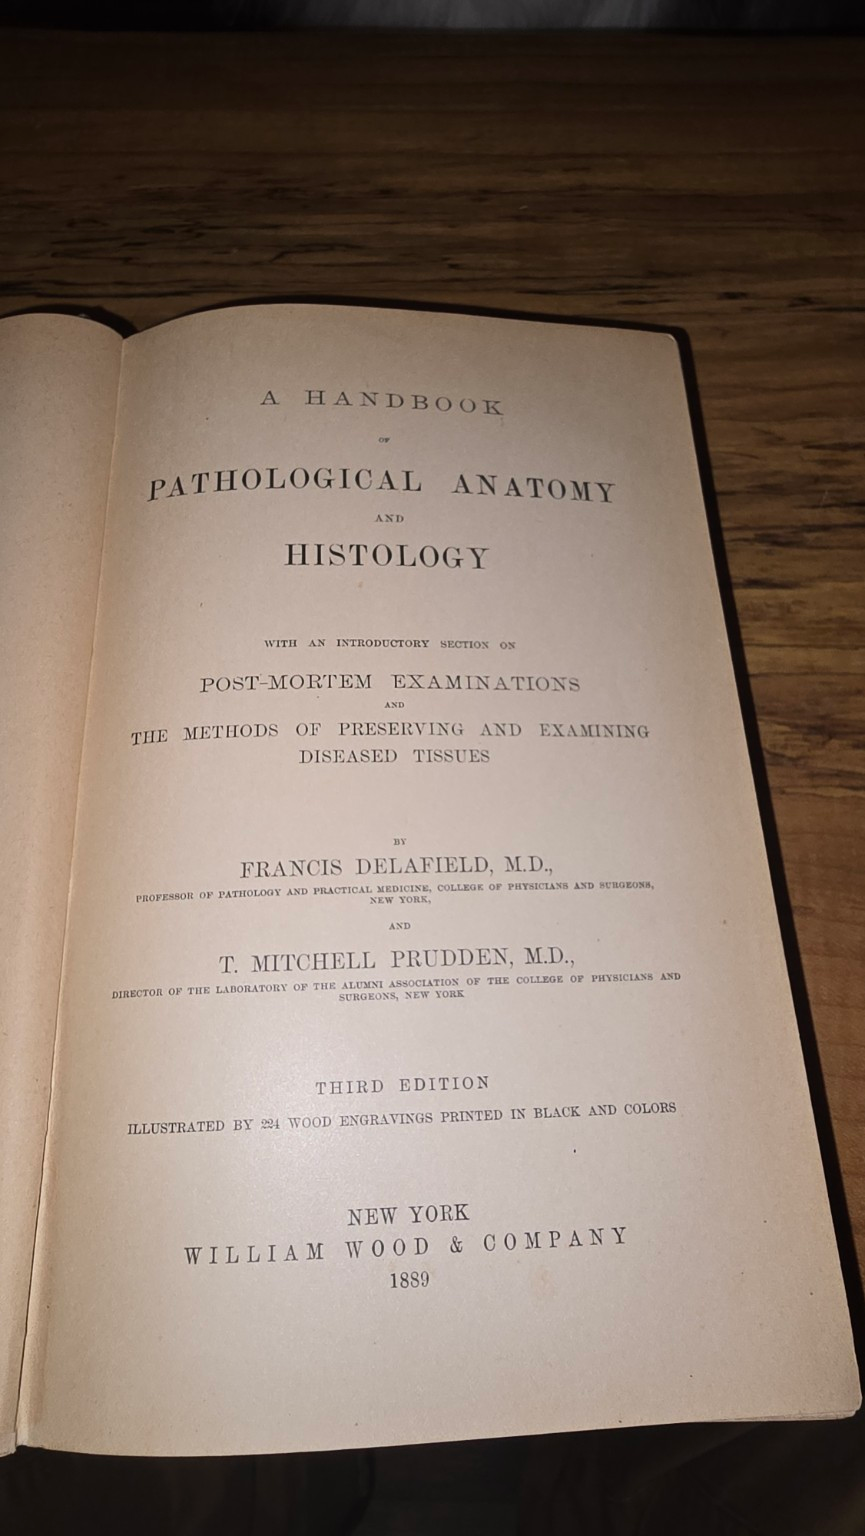 A HANDBOOK
OF
PATHOLOGICAL ANATOMY
AND
HISTOLOGY
WITH AN INTRODUCTORY SECTION ON
POST-MORTEM EXAMINATIONS
AND
THE METHODS OF PRESERVING AND EXAMINING
DISEASED TISSUES
BY
FRANCIS DELAFIELD, M.D.,
PROFESSOR OF PATHOLOGY AND PRACTICAL MEDICINE, COLLEGE OF PHYSICIANS AND SURGEONS,
NEW YORK,
AND
T. MITCHELL PRUDDEN, M.D.,
DIRECTOR OF THE LABORATORY OF THE ALUMNI ASSOCIATION OF THE COLLEGE OF PHYSICIANS AND
SURGEONS, NEW YORK
THIRD EDITION
ILLUSTRATED BY 224 WOOD ENGRAVINGS PRINTED IN BLACK AND COLORS
NEW YORK
WILLIAM WOOD & COMPANY
1889